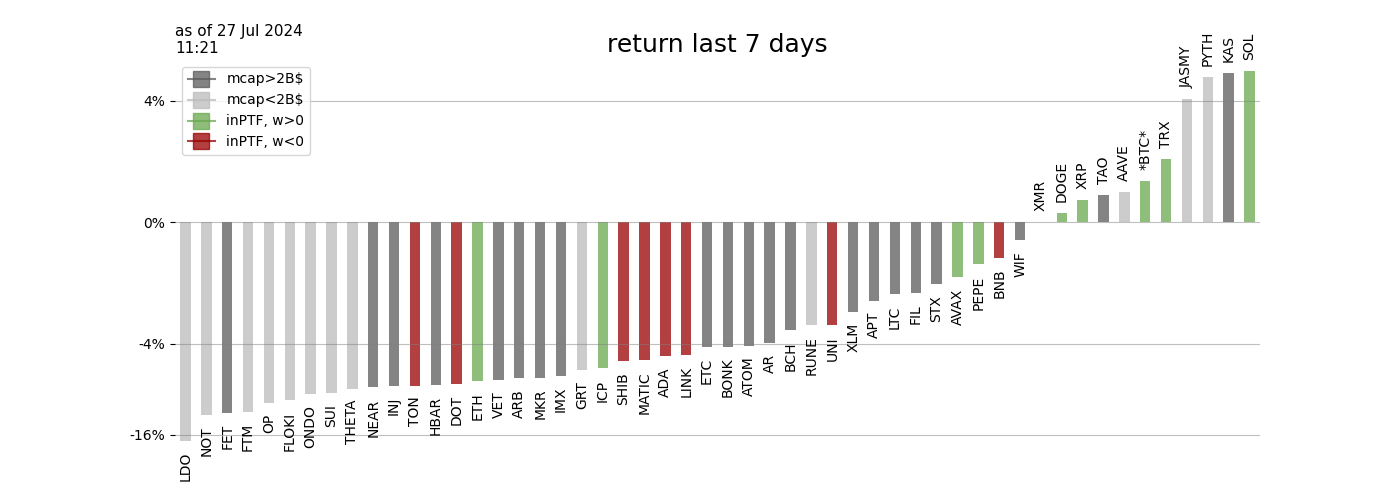 as of 27 Jul 2024
11:21
return last 7 days
mcap>2B$
mcap<2B$
inPTF, w>0
inPTF, w<0
4%
0%
-4%
-16%
LDO
NOT
FET
FTM
OP
FLOKI
ONDO
SUI
THETA
NEAR
INJ
TON
HBAR
DOT
ETH
VET
ARB
MKR
IMX
GRT
ICP
SHIB
MATIC
ADA
LINK
ETC
BONK
ATOM
AR
BCH
RUNE
UNI
XLM
APT
LTC
FIL
STX
AVAX
PEPE
BNB
WIF
XMR
DOGE
XRP
TAO
AAVE
*BTC*
TRX
JASMY
PYTH
KAS
SOL